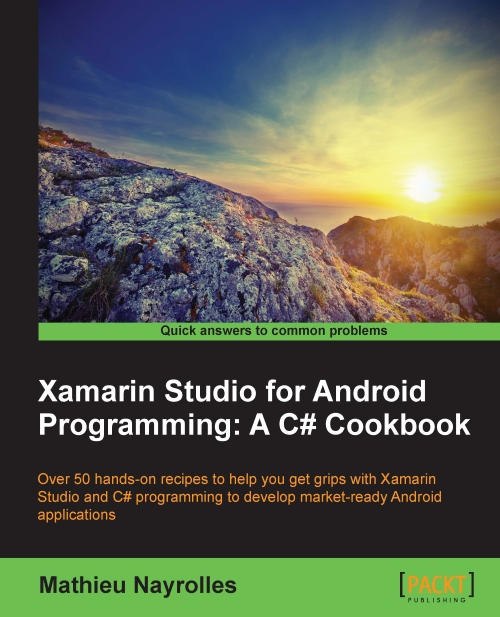 Quick answers to common problems
Xamarin Studio for Android
Programming: A C# Cookbook
Over 50 hands-on recipes to help you get grips with Xamarin
Studio and C# programming to develop market-ready Android
applications
Mathieu Nayrolles
[PACKT]
PUBLISHING